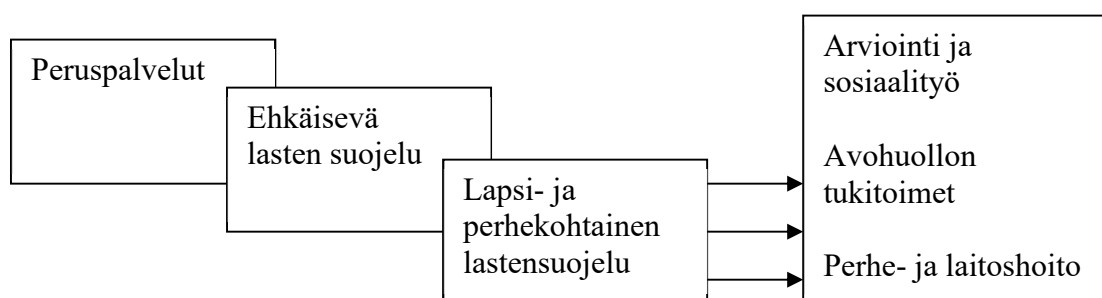 Peruspalvelut
Ehkäisevä
lasten suojelu
Lapsi- ja
perhekohtainen
lastensuojelu
Arviointi ja
sosiaalityö
Avohuollon
tukitoimet
Perhe- ja laitoshoito